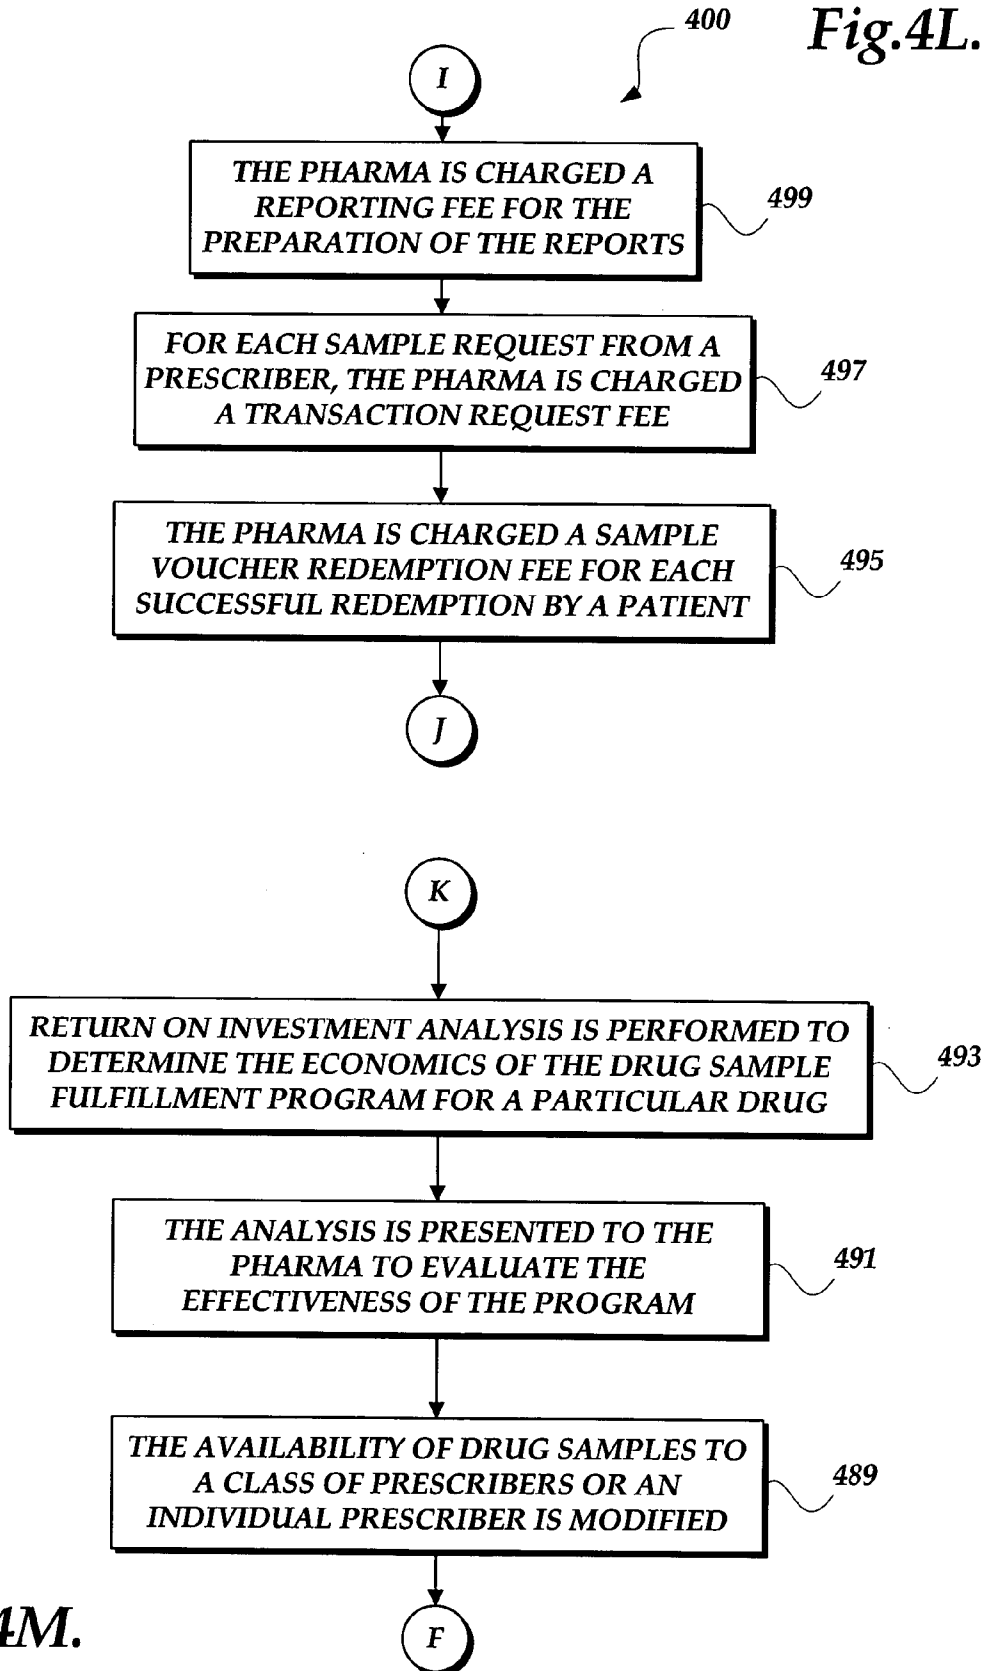 400
Fig.4L.
I
THE PHARMA IS CHARGED A
REPORTING FEE FOR THE
PREPARATION OF THE REPORTS
499
FOR EACH SAMPLE REQUEST FROM A
PRESCRIBER, THE PHARMA IS CHARGED
A TRANSACTION REQUEST FEE
497
THE PHARMA IS CHARGED A SAMPLE
VOUCHER REDEMPTION FEE FOR EACH
SUCCESSFUL REDEMPTION BY A PATIENT
495
J
K
RETURN ON INVESTMENT ANALYSIS IS PERFORMED TO
DETERMINE THE ECONOMICS OF THE DRUG SAMPLE
FULFILLMENT PROGRAM FOR A PARTICULAR DRUG
493
THE ANALYSIS IS PRESENTED TO THE
PHARMA TO EVALUATE THE
EFFECTIVENESS OF THE PROGRAM
491
THE AVAILABILITY OF DRUG SAMPLES TO
A CLASS OF PRESCRIBERS OR AN
INDIVIDUAL PRESCRIBER IS MODIFIED
489
F
4M.